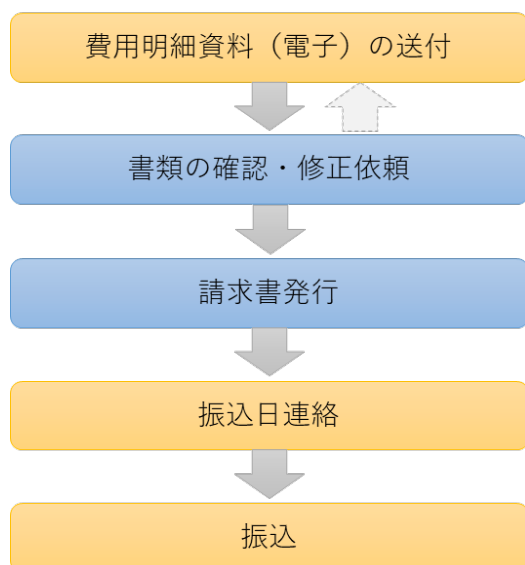 費用明細資料（電子）の送付
書類の確認・修正依頼
請求書発行
振込日連絡
振込